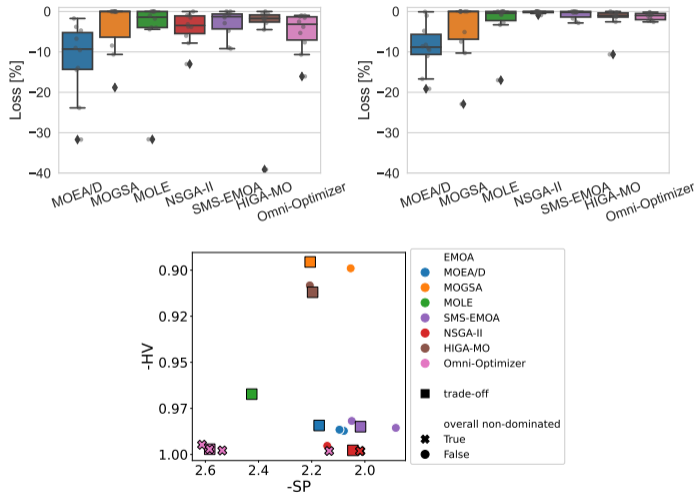 Loss [%]
0
−10
−20
−30
−40
MOEA/D
MOGSA
MOLE
NSGA-II
SMS-EMOA
HIGA-MO
Omni-Optimizer
Loss [%]
0
−10
−20
−30
−40
MOEA/D
MOGSA
MOLE
NSGA-II
SMS-EMOA
HIGA-MO
Omni-Optimizer
-HV
0.90
0.92
0.95
0.97
1.00
2.6
2.4
2.2
2.0
-SP
EMOA
MOEA/D
MOGSA
MOLE
SMS-EMOA
NSGA-II
HIGA-MO
Omni-Optimizer
trade-off
overall non-dominated
True
False